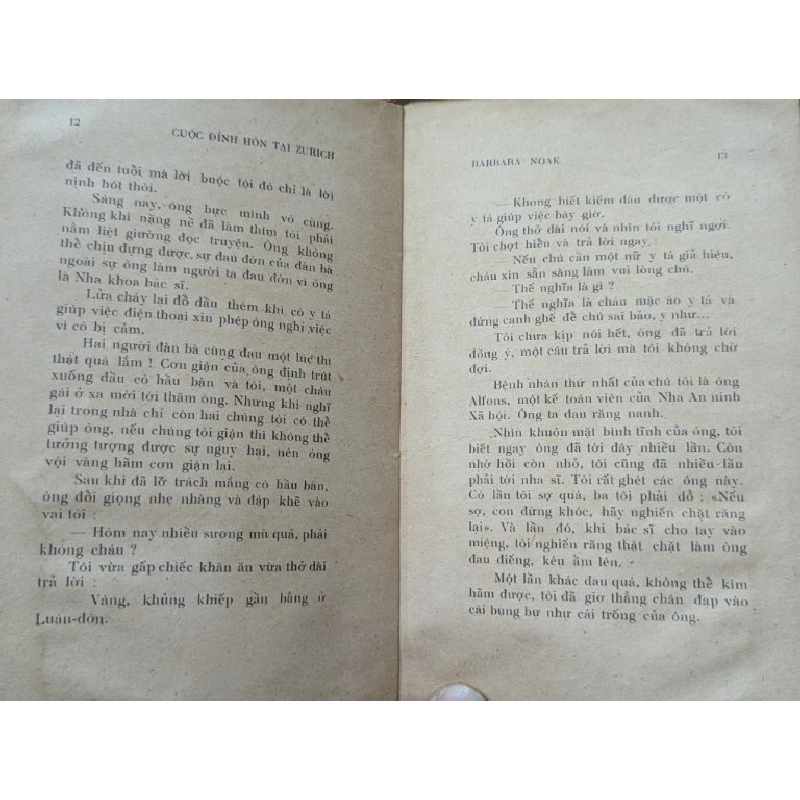 12
CUỘC ĐÍNH HÔN TẠI ZURICH
đã đến tuổi mà lời buộc tội đó chỉ là lời
nịnh hót thôi.
Sáng nay, ông bực mình vô cùng.
Không khí nặng nề đã làm thím tôi phải
nằm liệt giường đọc truyện. Ông không
thể chịu đựng được, sự đau đớn của đàn bà
ngoài sự ông làm người ta đau đớn vì ông
là Nha khoa bác sĩ.
Lửa cháy lại đổ dầu thêm khi, cô y tá
giúp việc điện thoại xin phép ông nghỉ việc
vì cô bị cảm.
Hai người đàn bà cùng đau một lúc thì
thật quá lắm ! Cơn giận của ông định trút
xuống đầu cô hầu bàn và tôi, một cháu
gái ở xa mới tới thăm ông. Nhưng khi nghĩ
lại trong nhà chỉ còn hai chúng tôi có thể
giúp ông, nếu chúng tôi giận thì không thể
tưởng tượng được sự nguy hại, nên ông
vội vàng hãm cơn giận lại.
Sau khi đã lỡ trách mắng cô hầu bàn,
ông đổi giọng nhẹ nhàng và đập khẽ vào
vai tôi :
— Hôm nay nhiều sương mù quá, phải
không cháu ?
Tôi vừa gấp chiếc khăn ăn vừa thở dài
trả lời :
— Vâng, khủng khiếp gần bằng ở
Luân-đôn.
BARBARA NOAK
13
— Không biết kiếm đâu được một cô
y tá giúp việc bây giờ.
Ông thở dài nói và nhìn tôi nghĩ ngợi.
Tôi chợt hiểu và trả lời ngay :
— Nếu chú cần một nữ y tá giả hiệu,
cháu xin sẵn sàng làm vui lòng chú.
— Thế nghĩa là gì ?
— Thế nghĩa là cháu mặc áo y tá và
đứng cạnh ghế để chú sai bảo, y như...
Tôi chưa kịp nói hết, ông đã trả lời
đồng ý, một câu trả lời mà tôi không chờ
đợi.
Bệnh nhân thứ nhất của chú tôi là ông
Alfons, một kế toán viên của Nha An ninh
Xã hội. Ông ta đau răng nanh.
Nhìn khuôn mặt bình tĩnh của ông, tôi
biết ngay ông đã tới đây nhiều lần. Còn
nhớ hồi còn nhỏ, tôi cũng đã nhiều lần
phải tới nha sĩ. Tôi rất ghét các ông này.
Có lần tôi sợ quá, ba tôi phải dỗ : «Nếu
sợ, con đừng khóc, hãy nghiến chặt răng
lại». Và lần đó, khi bác sĩ cho tay vào
miệng, tôi nghiến răng thật chặt làm ông
đau điếng, kêu ầm lên.
Một lần khác đau quá, không thể kìm
hãm được, tôi đã giơ thẳng chân đạp vào
cái bụng bự như cái trống của ông.